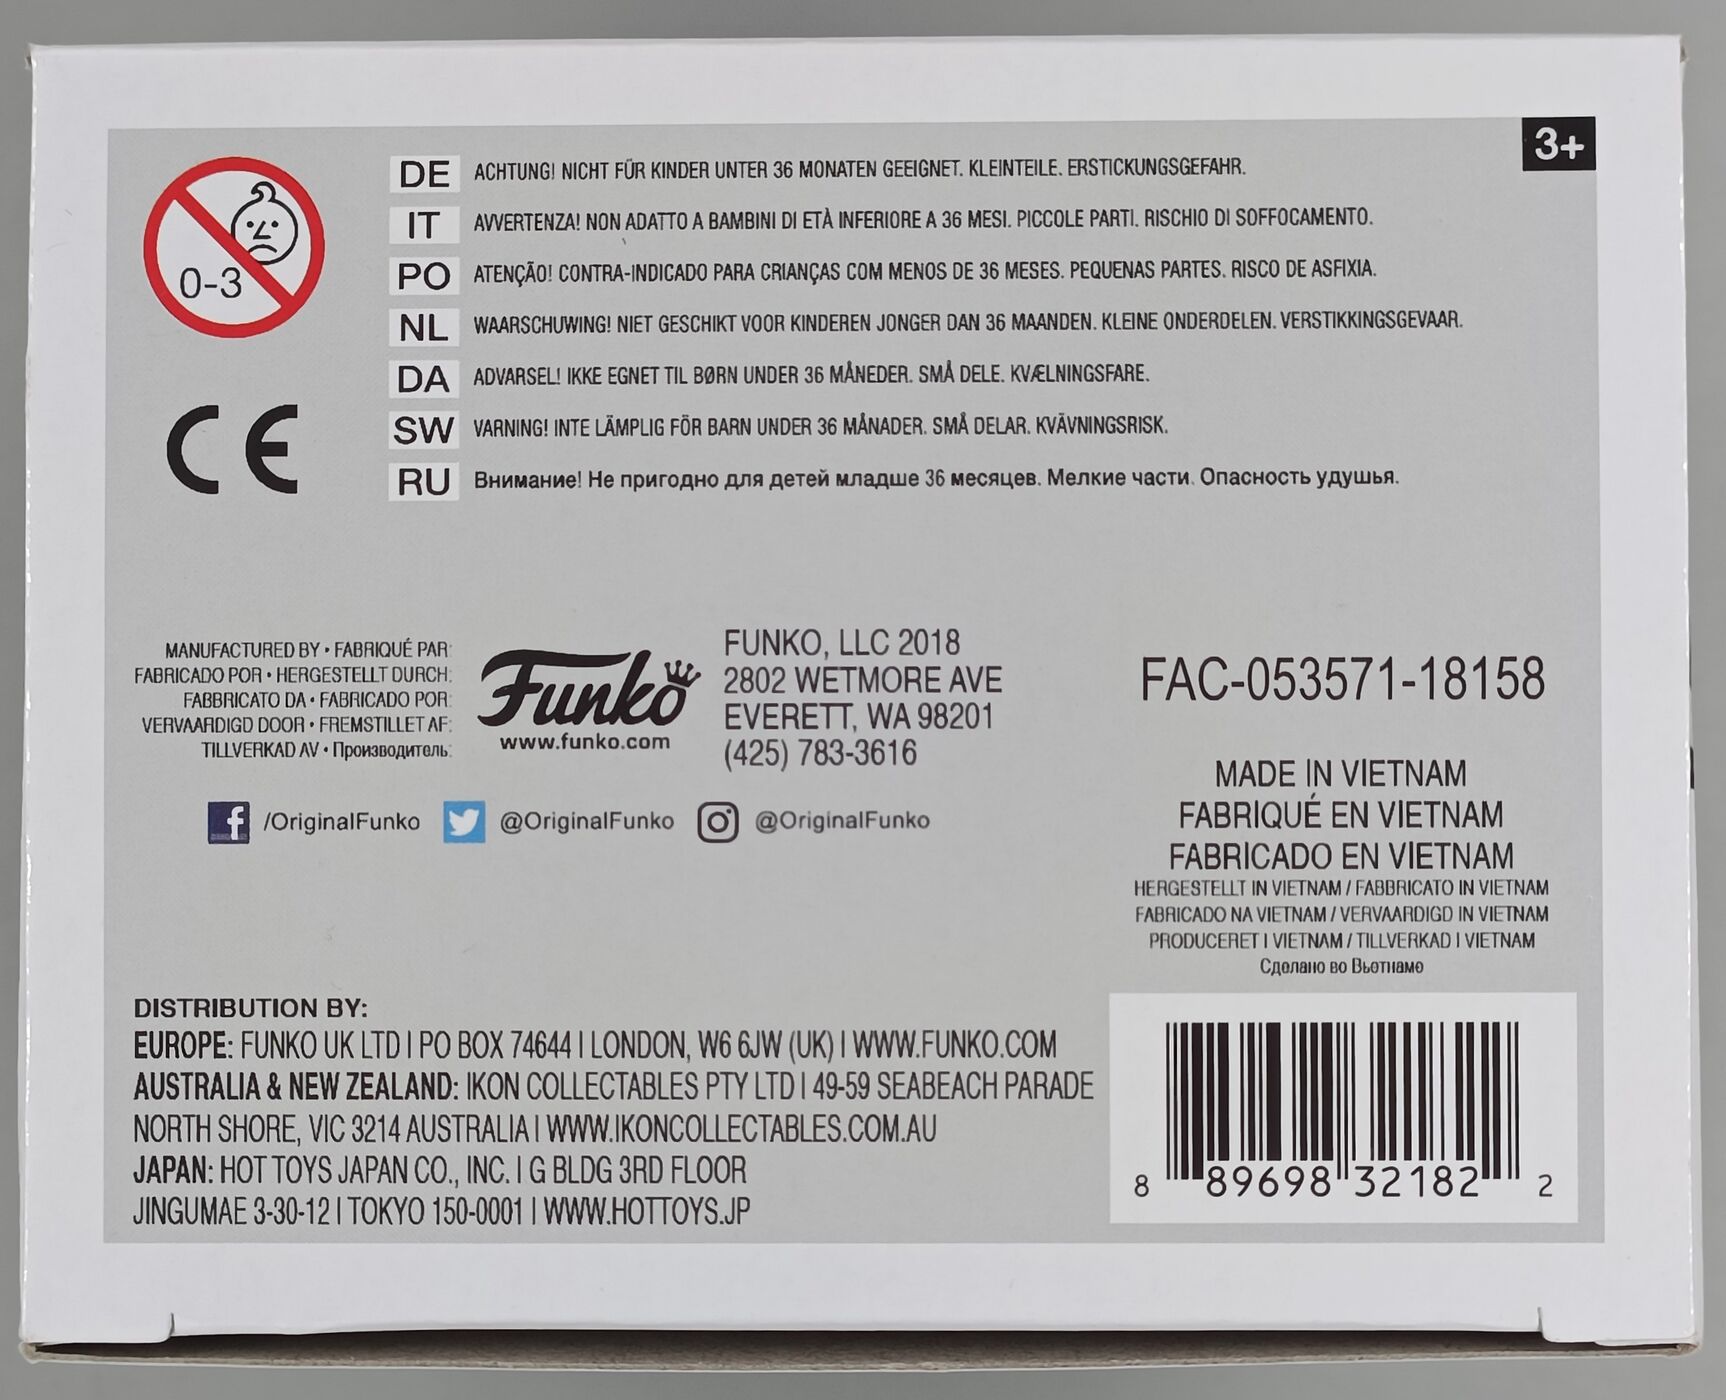 3+
0-3
DE ACHTUNG! NICHT FÜR KINDER UNTER 36 MONATEN GEEIGNET. KLEINTEILE. ERSTICKUNGSGEFAHR.
IT AVVERTENZA! NON ADATTO A BAMBINI DI ETÀ INFERIORE A 36 MESI. PICCOLE PARTI. RISCHIO DI SOFFOCAMENTO.
PO ATENÇÃO! CONTRA-INDICADO PARA CRIANÇAS COM MENOS DE 36 MESES. PEQUENAS PARTES. RISCO DE ASFIXIA.
NL WAARSCHUWING! NIET GESCHIKT VOOR KINDEREN JONGER DAN 36 MAANDEN. KLEINE ONDERDELEN. VERSTIKKINGSGEVAAR.
DA ADVARSEL! IKKE EGNET TIL BØRN UNDER 36 MÅNEDER. SMÅ DELE. KVÆLNINGSFARE.
SW VARNING! INTE LÄMPLIG FÖR BARN UNDER 36 MÅNADER. SMÅ DELAR. KVÄVNINGSRISK.
RU Внимание! Не пригодно для детей младше 36 месяцев. Мелкие части. Опасность удушья.
CE
MANUFACTURED BY • FABRIQUÉ PAR:
FABRICADO POR • HERGESTELLT DURCH:
FABBRICATO DA • FABRICADO POR:
VERVAARDIGD DOOR • FREMSTILLET AF:
TILLVERKAD AV • Производитель:
Funko
www.funko.com
FUNKO, LLC 2018
2802 WETMORE AVE
EVERETT, WA 98201
(425) 783-3616
/OriginalFunko @OriginalFunko @OriginalFunko
FAC-053571-18158
MADE IN VIETNAM
FABRIQUÉ EN VIETNAM
FABRICADO EN VIETNAM
HERGESTELLT IN VIETNAM / FABBRICATO IN VIETNAM
FABRICADO NA VIETNAM / VERVAARDIGD IN VIETNAM
PRODUCERET I VIETNAM / TILLVERKAD I VIETNAM
Сделано во Вьетнаме
DISTRIBUTION BY:
EUROPE: FUNKO UK LTD | PO BOX 74644 | LONDON, W6 6JW (UK) | WWW.FUNKO.COM
AUSTRALIA & NEW ZEALAND: IKON COLLECTABLES PTY LTD | 49-59 SEABEACH PARADE
NORTH SHORE, VIC 3214 AUSTRALIA | WWW.IKONCOLLECTABLES.COM.AU
JAPAN: HOT TOYS JAPAN CO., INC. | G BLDG 3RD FLOOR
JINGUMAE 3-30-12 | TOKYO 150-0001 | WWW.HOTTOYS.JP
8 89698 32182 2